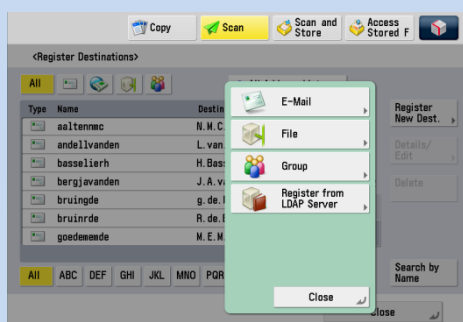 Copy
Scan
Scan and Store
Access Stored F
<Register Destinations>
All
Type Name Destin
aaltenmc N.M.C.
andellvanden L.van.
basselierh H.Bass
bergjavanden J.A.v
bruingde g.de.
bruinrde R.de.
goedemeMde M.E.M
E-Mail
File
Group
Register from
LDAP Server
Close
Register
New Dest.
Details/
Edit
Delete
All ABC DEF GHI JKL MNO PQR
Search by
Name
Close